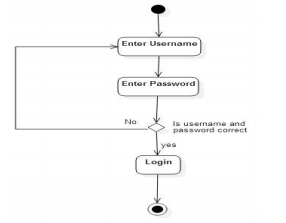 Enter Username
Enter Password
No
Is username and
password correct
yes
Login